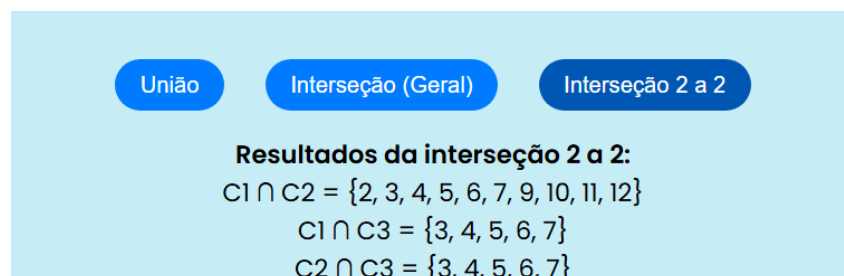 União Interseção (Geral) Interseção 2 a 2
Resultados da interseção 2 a 2:
C1 ∩ C2 = {2, 3, 4, 5, 6, 7, 9, 10, 11, 12}
C1 ∩ C3 = {3, 4, 5, 6, 7}
C2 ∩ C3 = {3, 4, 5, 6, 7}